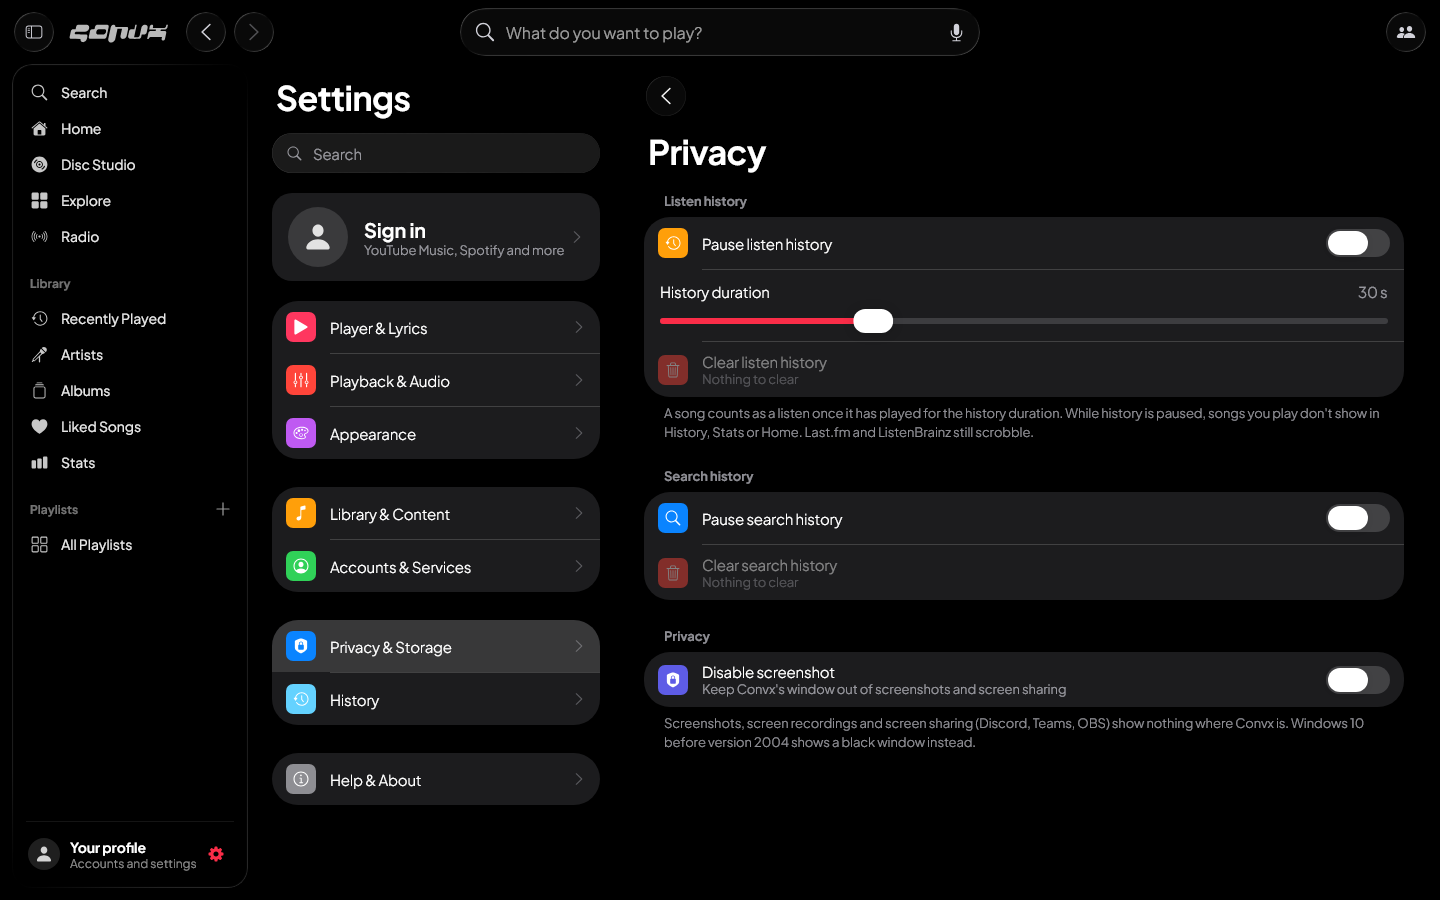 convx
What do you want to play?
Search
Home
Disc Studio
Explore
Radio
Library
Recently Played
Artists
Albums
Liked Songs
Stats
Playlists
All Playlists
Your profile
Accounts and settings
Settings
Search
Sign in
YouTube Music, Spotify and more
Player & Lyrics
Playback & Audio
Appearance
Library & Content
Accounts & Services
Privacy & Storage
History
Help & About
Privacy
Listen history
Pause listen history
History duration
30 s
Clear listen history
Nothing to clear
A song counts as a listen once it has played for the history duration. While history is paused, songs you play don't show in
History, Stats or Home. Last.fm and ListenBrainz still scrobble.
Search history
Pause search history
Clear search history
Nothing to clear
Privacy
Disable screenshot
Keep Convx's window out of screenshots and screen sharing
Screenshots, screen recordings and screen sharing (Discord, Teams, OBS) show nothing where Convx is. Windows 10
before version 2004 shows a black window instead.